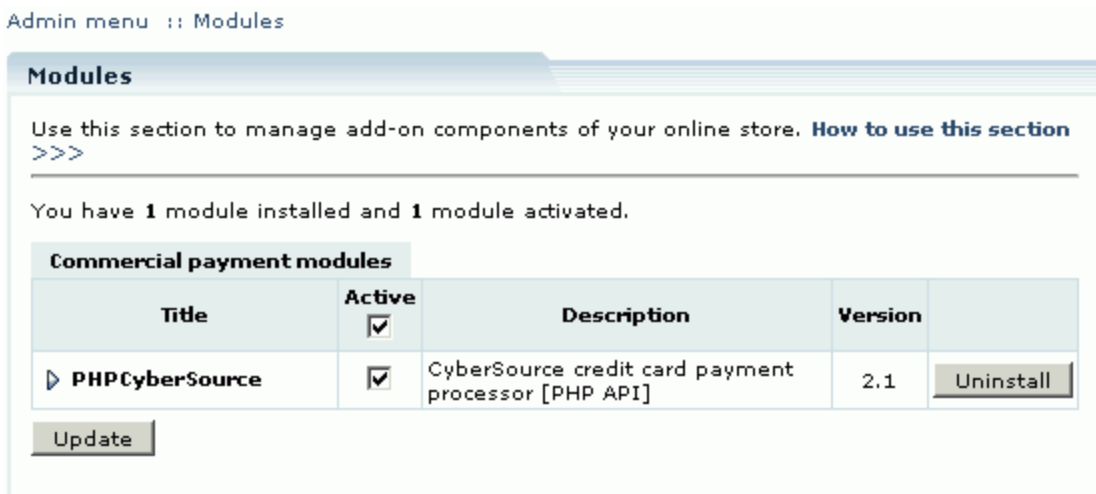 Admin menu :: Modules
Modules
Use this section to manage add-on components of your online store. How to use this section
>>>
You have 1 module installed and 1 module activated.
Commercial payment modules
Title Active Description Version
PHPCyberSource CyberSource credit card payment
processor [PHP API] 2.1 Uninstall
Update